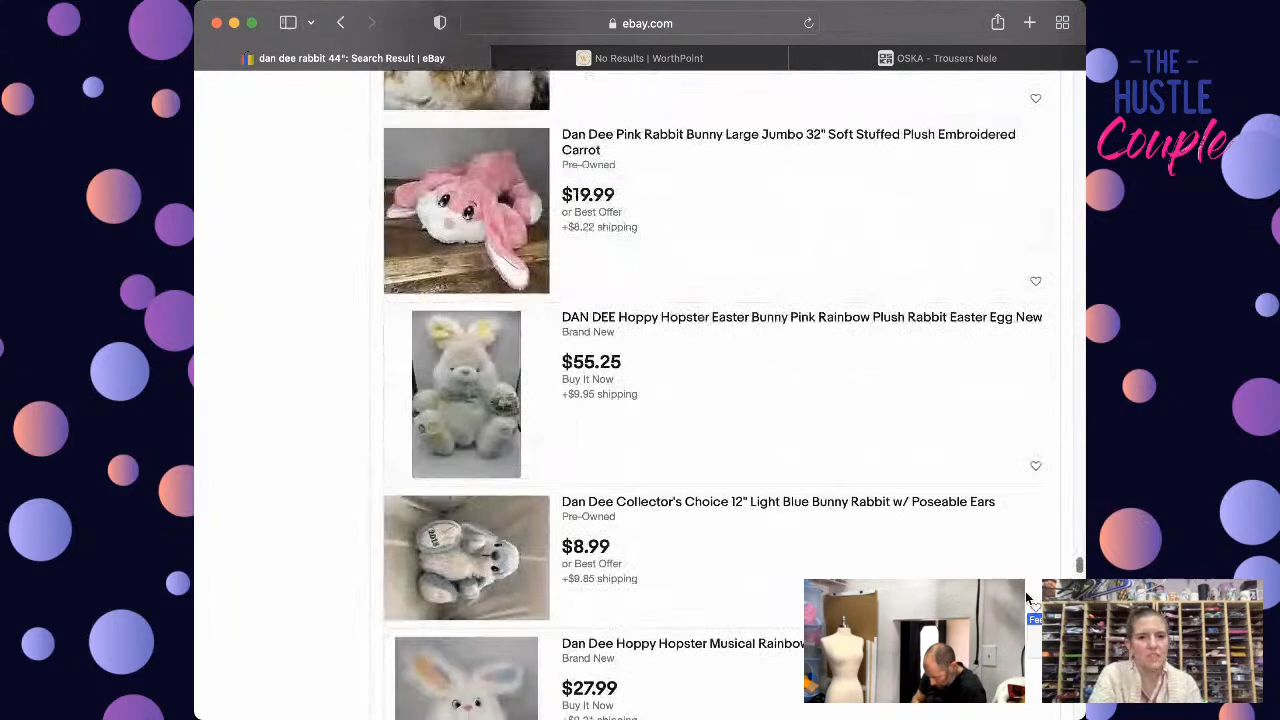 ebay.com
dan dee rabbit 44": Search Result | eBay
No Results | WorthPoint
OSKA - Trousers Nele
-THE-
HUSTLE
Couple
Dan Dee Pink Rabbit Bunny Large Jumbo 32" Soft Stuffed Plush Embroidered
Carrot
Pre-Owned
$19.99
or Best Offer
+$8.22 shipping
DAN DEE Hoppy Hopster Easter Bunny Pink Rainbow Plush Rabbit Easter Egg New
Brand New
$55.25
Buy It Now
+$9.95 shipping
Dan Dee Collector's Choice 12" Light Blue Bunny Rabbit w/ Poseable Ears
Pre-Owned
$8.99
or Best Offer
+$9.85 shipping
2018
Dan Dee Hoppy Hopster Musical Rainbow
Brand New
$27.99
Buy It Now